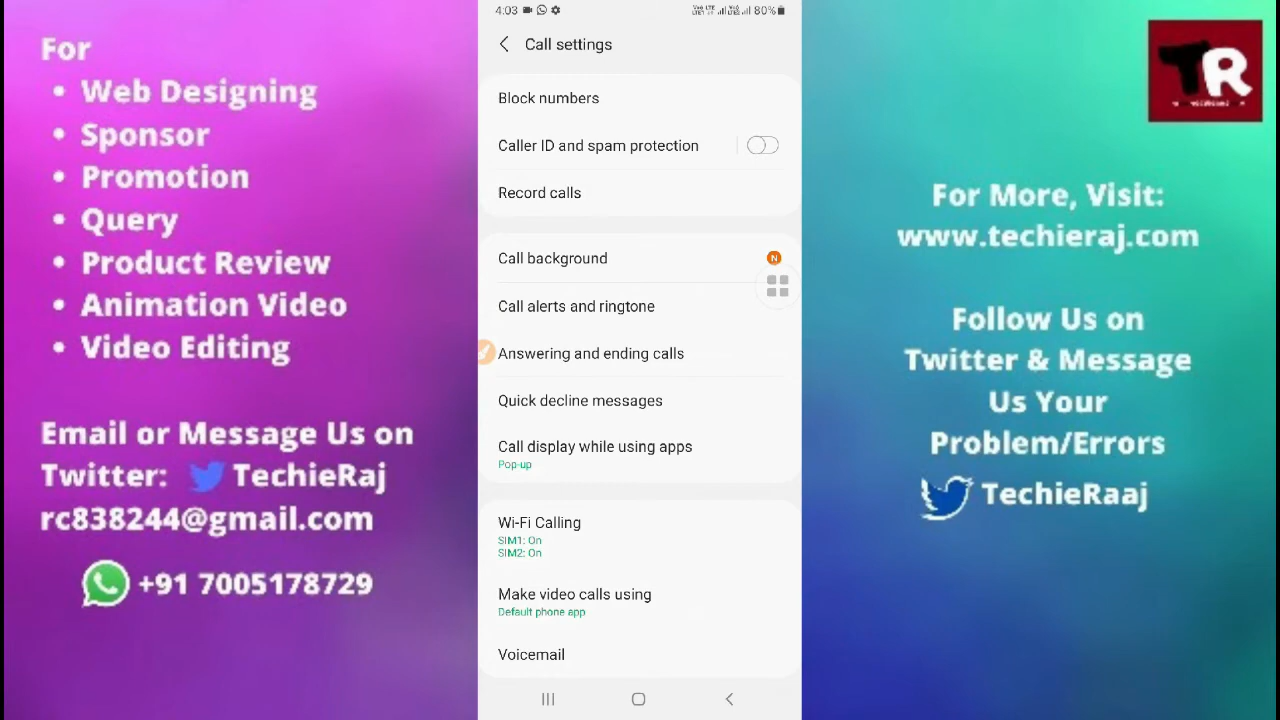 For
• Web Designing
• Sponsor
• Promotion
• Query
• Product Review
• Animation Video
• Video Editing
Email or Message Us on
Twitter: TechieRaj
rc838244@gmail.com
+91 7005178729
4:03
80%
Call settings
Block numbers
Caller ID and spam protection
Record calls
Call background
N
Call alerts and ringtone
Answering and ending calls
Quick decline messages
Call display while using apps
Pop-up
Wi-Fi Calling
SIM1: On
SIM2: On
Make video calls using
Default phone app
Voicemail
TR
For More, Visit:
www.techieraj.com
Follow Us on
Twitter & Message
Us Your
Problem/Errors
TechieRaaj